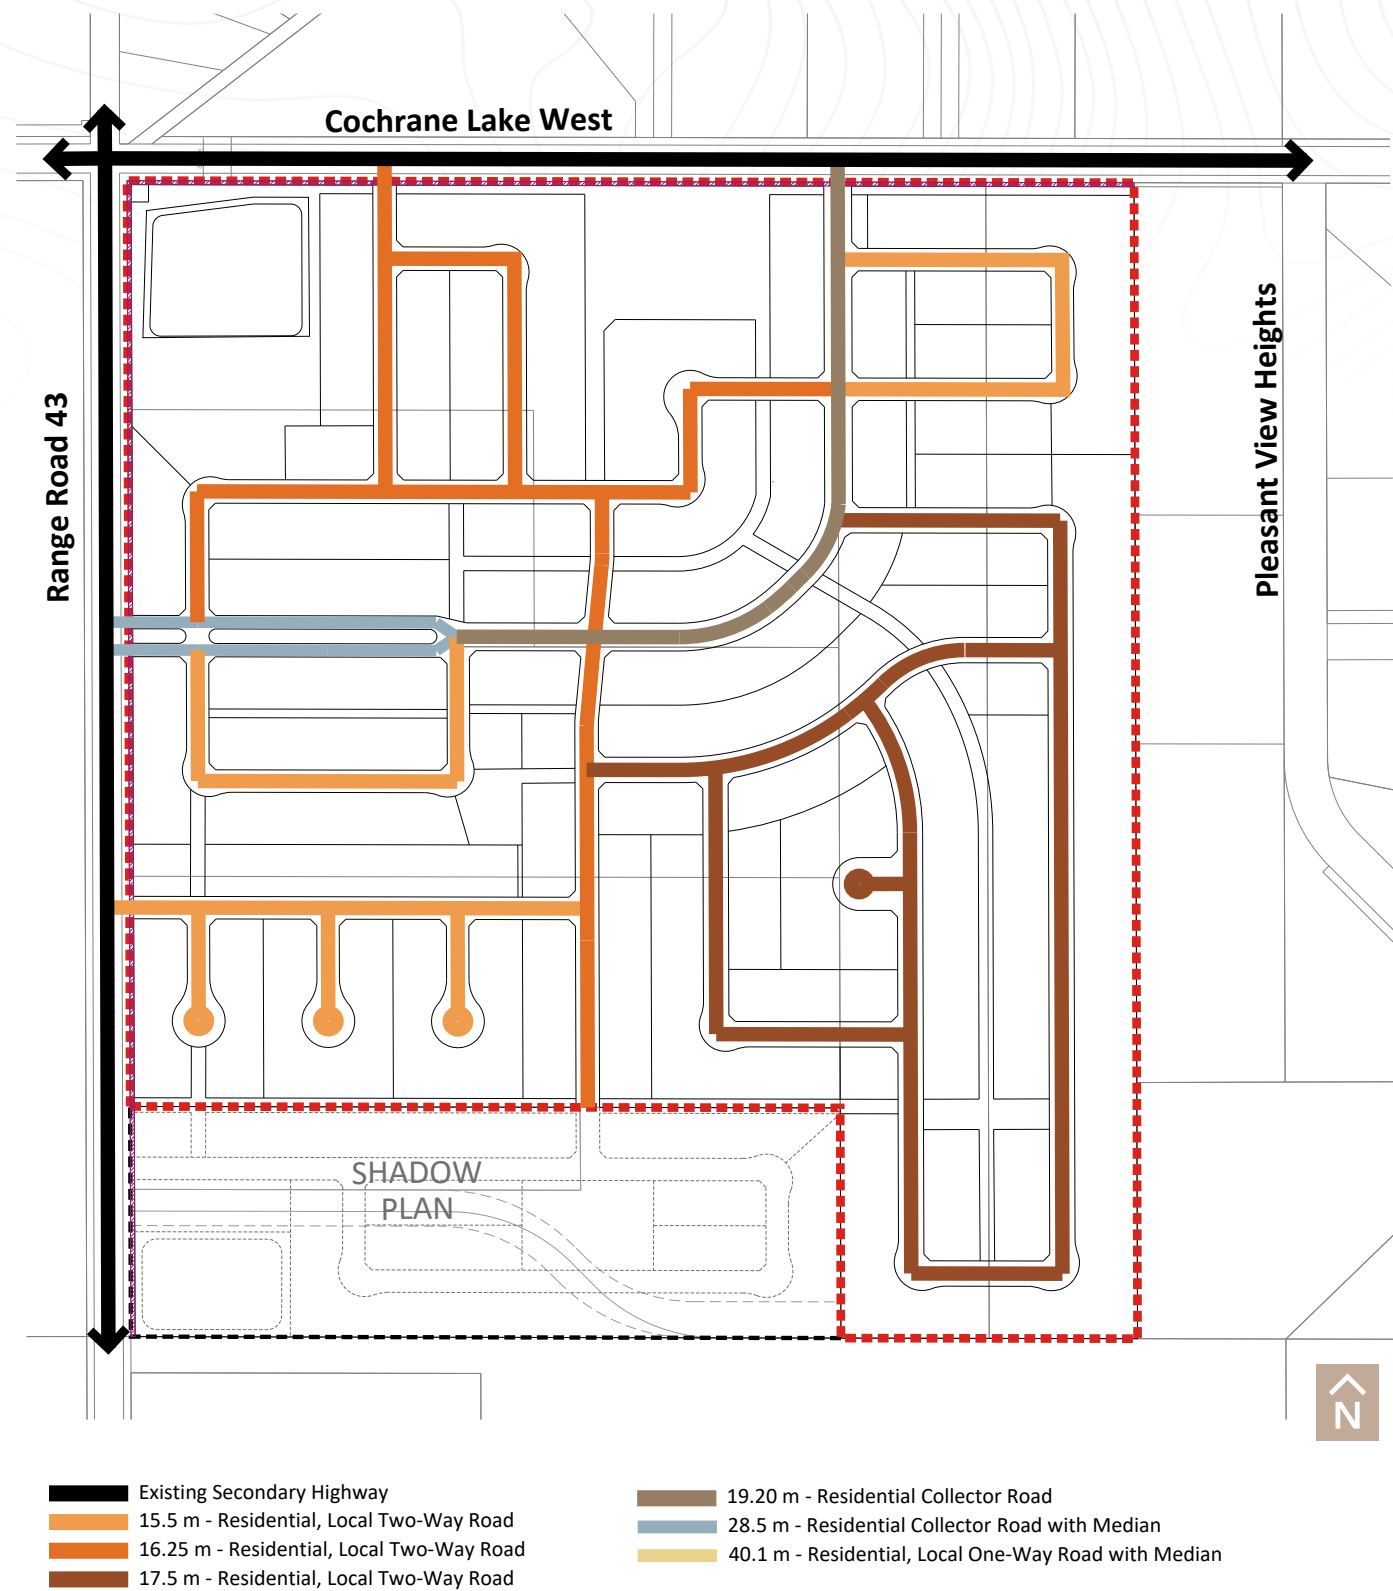 Cochrane Lake West
Range Road 43
Pleasant View Heights
SHADOW
PLAN
N
Existing Secondary Highway
15.5 m - Residential, Local Two-Way Road
16.25 m - Residential, Local Two-Way Road
17.5 m - Residential, Local Two-Way Road
19.20 m - Residential Collector Road
28.5 m - Residential Collector Road with Median
40.1 m - Residential, Local One-Way Road with Median